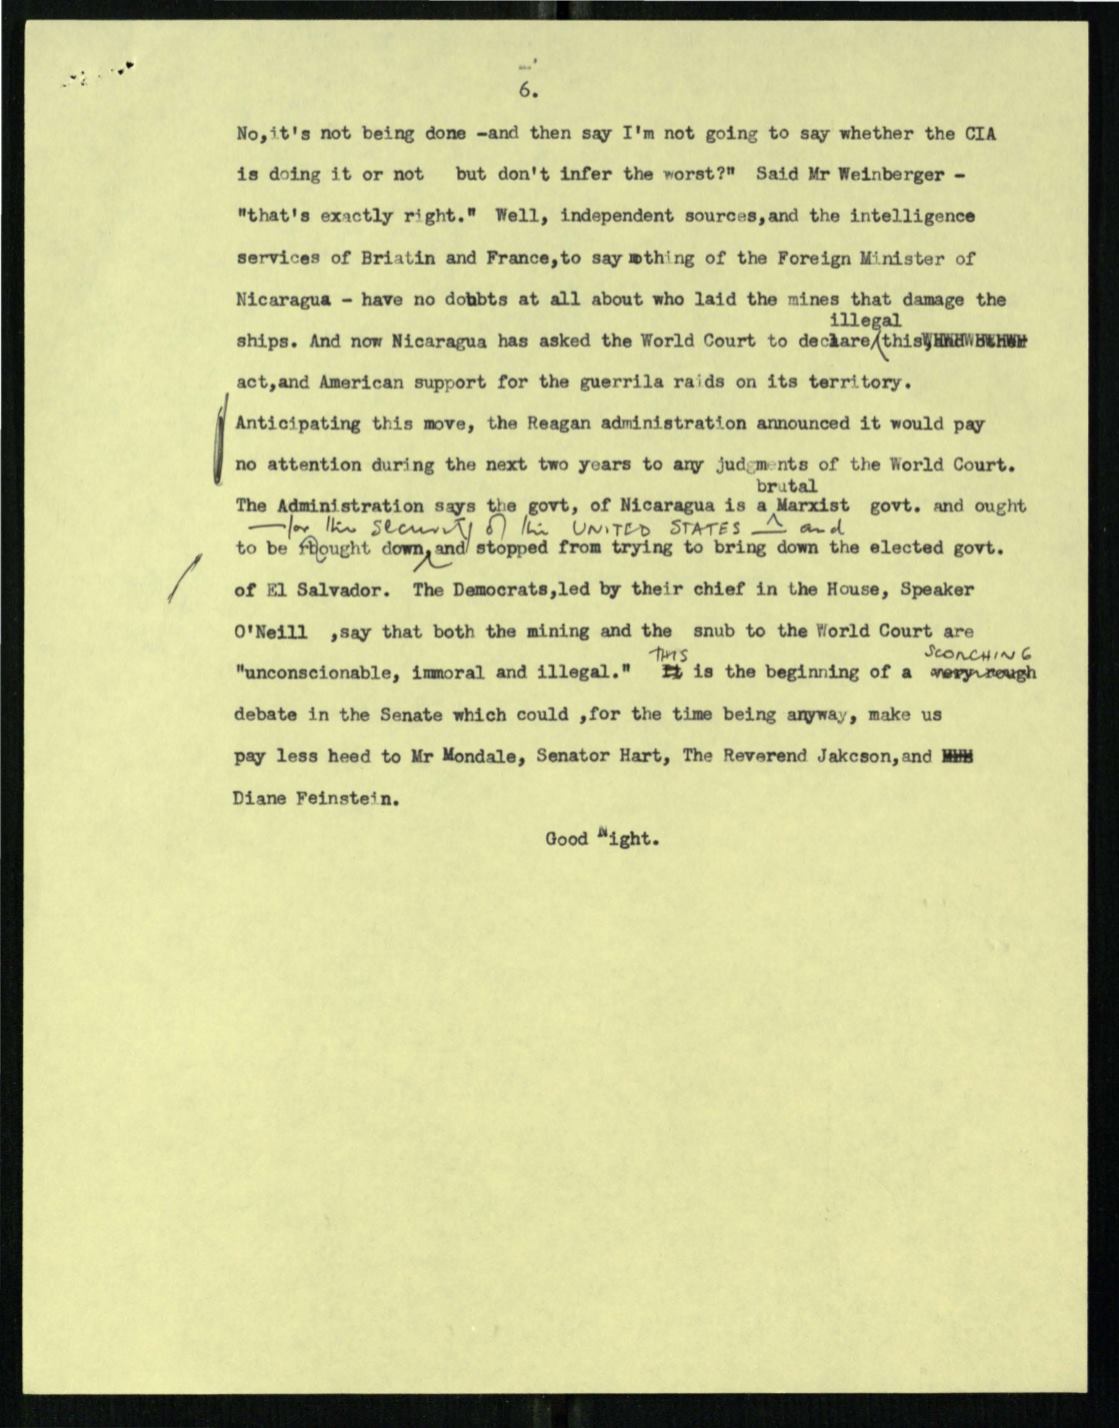 6.
No,it's not being done -and then say I'm not going to say whether the CIA
is doing it or not but don't infer the worst?" Said Mr Weinberger -
"that's exactly right." Well, independent sources,and the intelligence
services of Briatin and France,to say nothing of the Foreign Minister of
Nicaragua - have no doubts at all about who laid the mines that damage the
illegal
ships. And now Nicaragua has asked the World Court to declare this
act,and American support for the guerrila raids on its territory.
Anticipating this move, the Reagan administration announced it would pay
no attention during the next two years to any judgments of the World Court.
brutal
The Administration says the govt, of Nicaragua is a Marxist govt. and ought
—for the security of the UNITED STATES — and
to be fought down, and stopped from trying to bring down the elected govt.
of El Salvador. The Democrats,led by their chief in the House, Speaker
O'Neill ,say that both the mining and the snub to the World Court are
THIS SCORCHING
"unconscionable, immoral and illegal." It is the beginning of a very rough
debate in the Senate which could ,for the time being anyway, make us
pay less heed to Mr Mondale, Senator Hart, The Reverend Jakcson,and
Diane Feinstein.
Good Night.